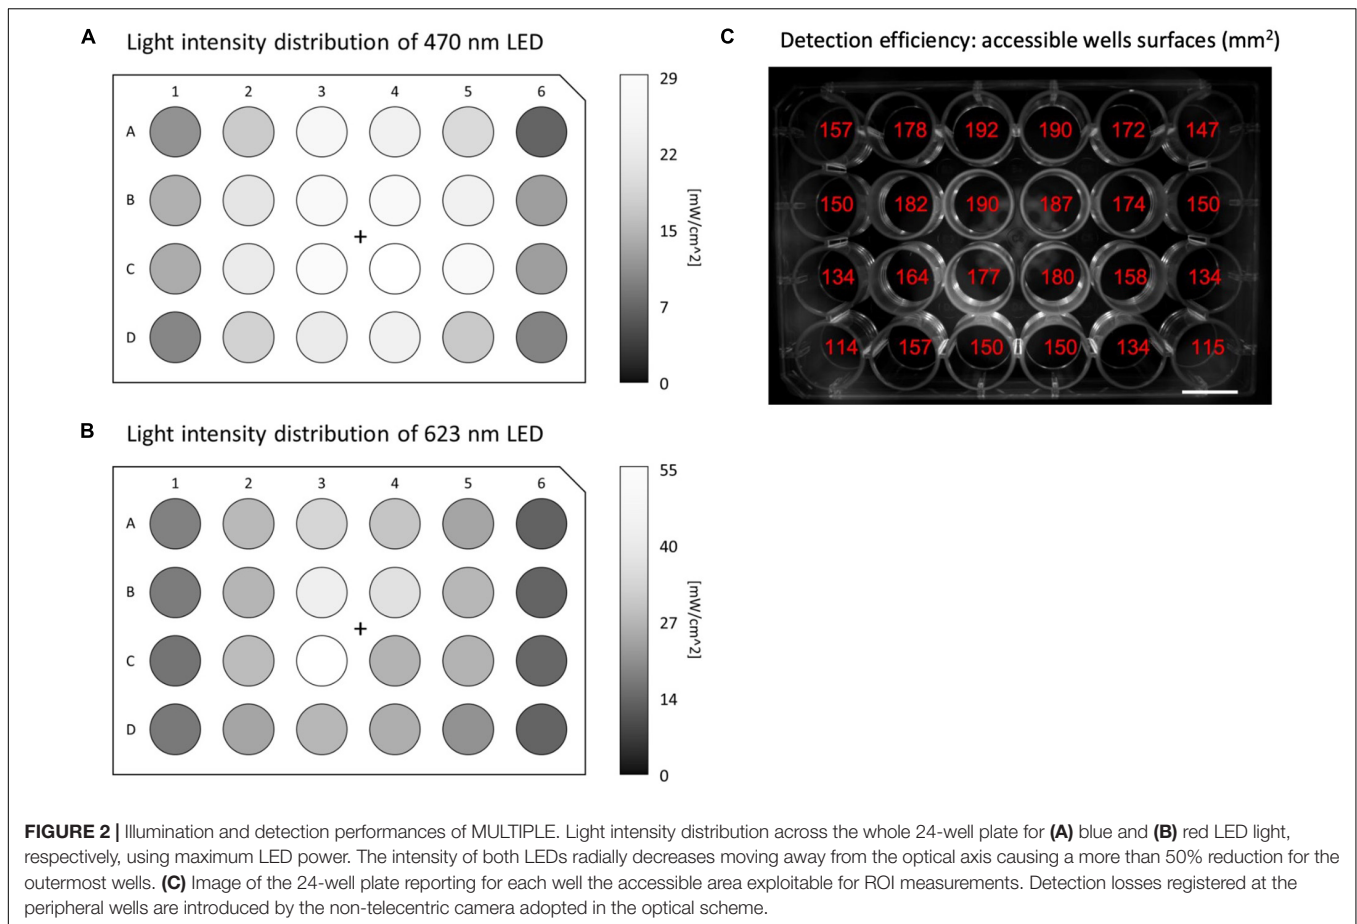 A Light intensity distribution of 470 nm LED
1 2 3 4 5 6
A
B
C
D
29
22
15
7
0
[mW/cm^2]
B Light intensity distribution of 623 nm LED
1 2 3 4 5 6
A
B
C
D
55
40
27
14
0
[mW/cm^2]
C Detection efficiency: accessible wells surfaces (mm²)
157 178 192 190 172 147
150 182 190 187 174 150
134 164 177 180 158 134
114 157 150 150 134 115
FIGURE 2 | Illumination and detection performances of MULTIPLE. Light intensity distribution across the whole 24-well plate for (A) blue and (B) red LED light,
respectively, using maximum LED power. The intensity of both LEDs radially decreases moving away from the optical axis causing a more than 50% reduction for the
outermost wells. (C) Image of the 24-well plate reporting for each well the accessible area exploitable for ROI measurements. Detection losses registered at the
peripheral wells are introduced by the non-telecentric camera adopted in the optical scheme.